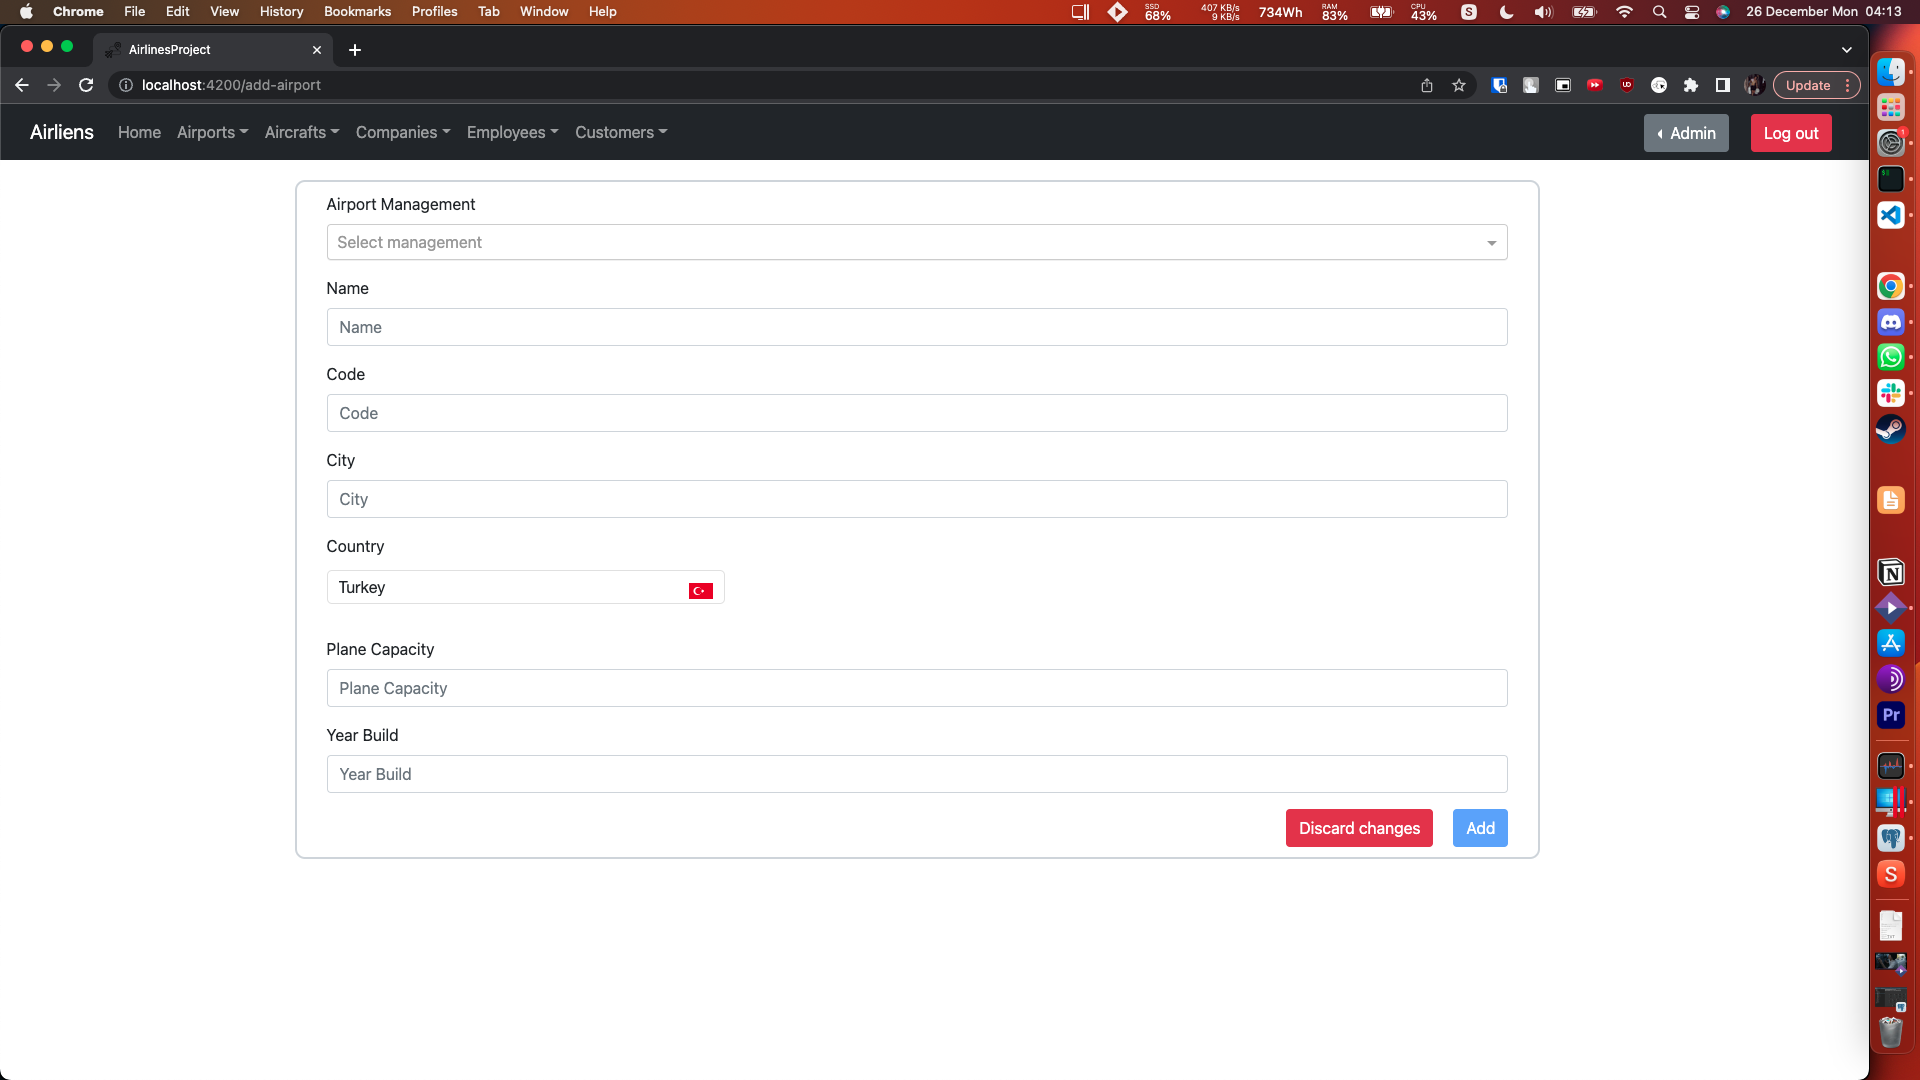 Chrome File Edit View History Bookmarks Profiles Tab Window Help SSD 68% 407 KB/s 9 KB/s 734Wh RAM 83% CPU 43% S 26 December Mon 04:13
AirlinesProject
localhost:4200/add-airport Update
Airliens Home Airports Aircrafts Companies Employees Customers Admin Log out
Airport Management
Select management
Name
Name
Code
Code
City
City
Country
Turkey
Plane Capacity
Plane Capacity
Year Build
Year Build
Discard changes Add
Pr
S